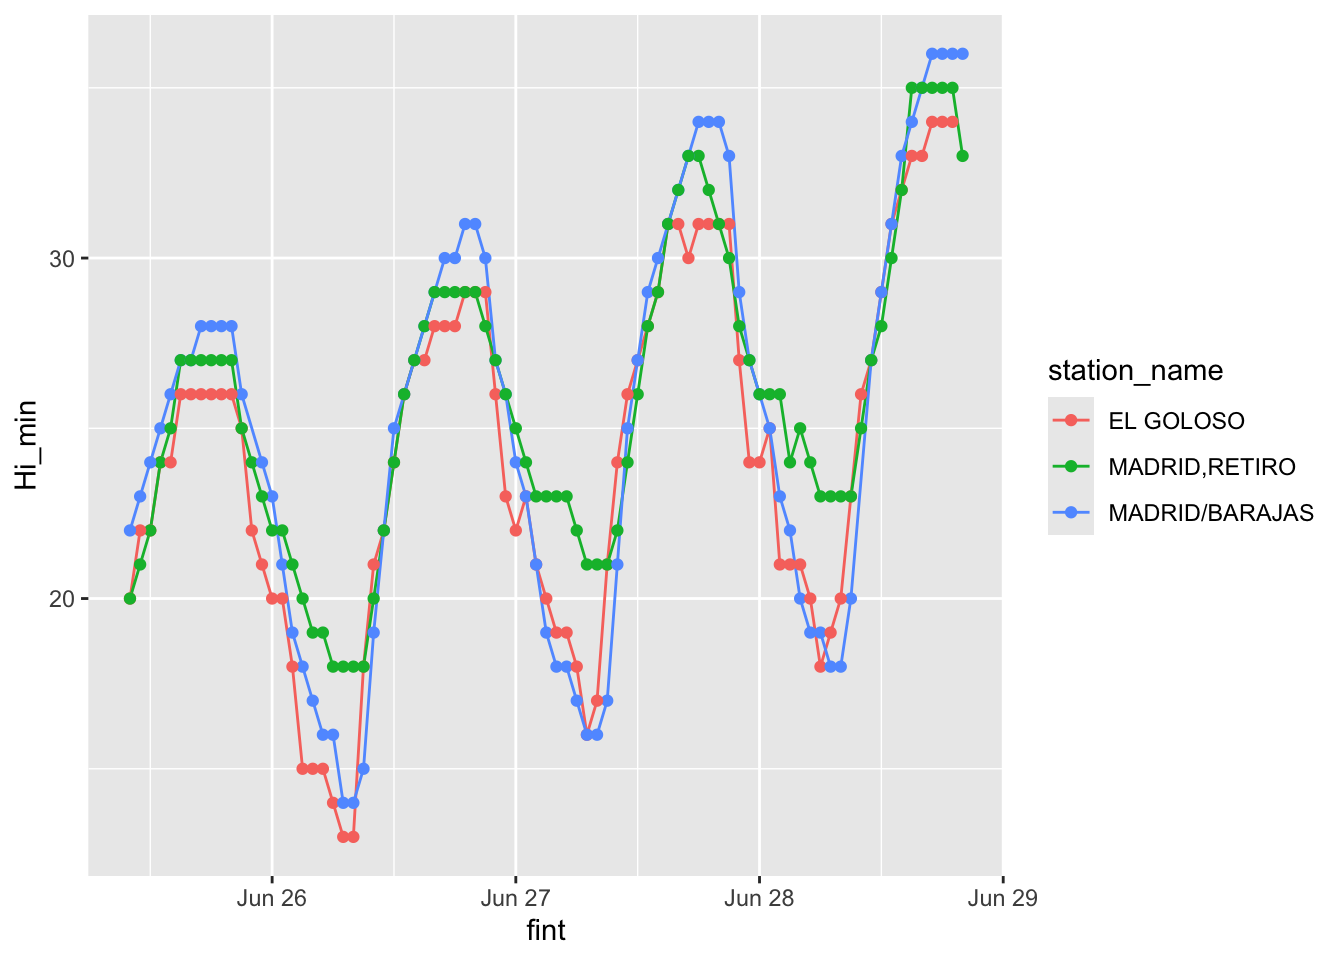 Hi_min
30
20
Jun 26
Jun 27
Jun 28
Jun 29
fint
station_name
EL GOLOSO
MADRID,RETIRO
MADRID/BARAJAS